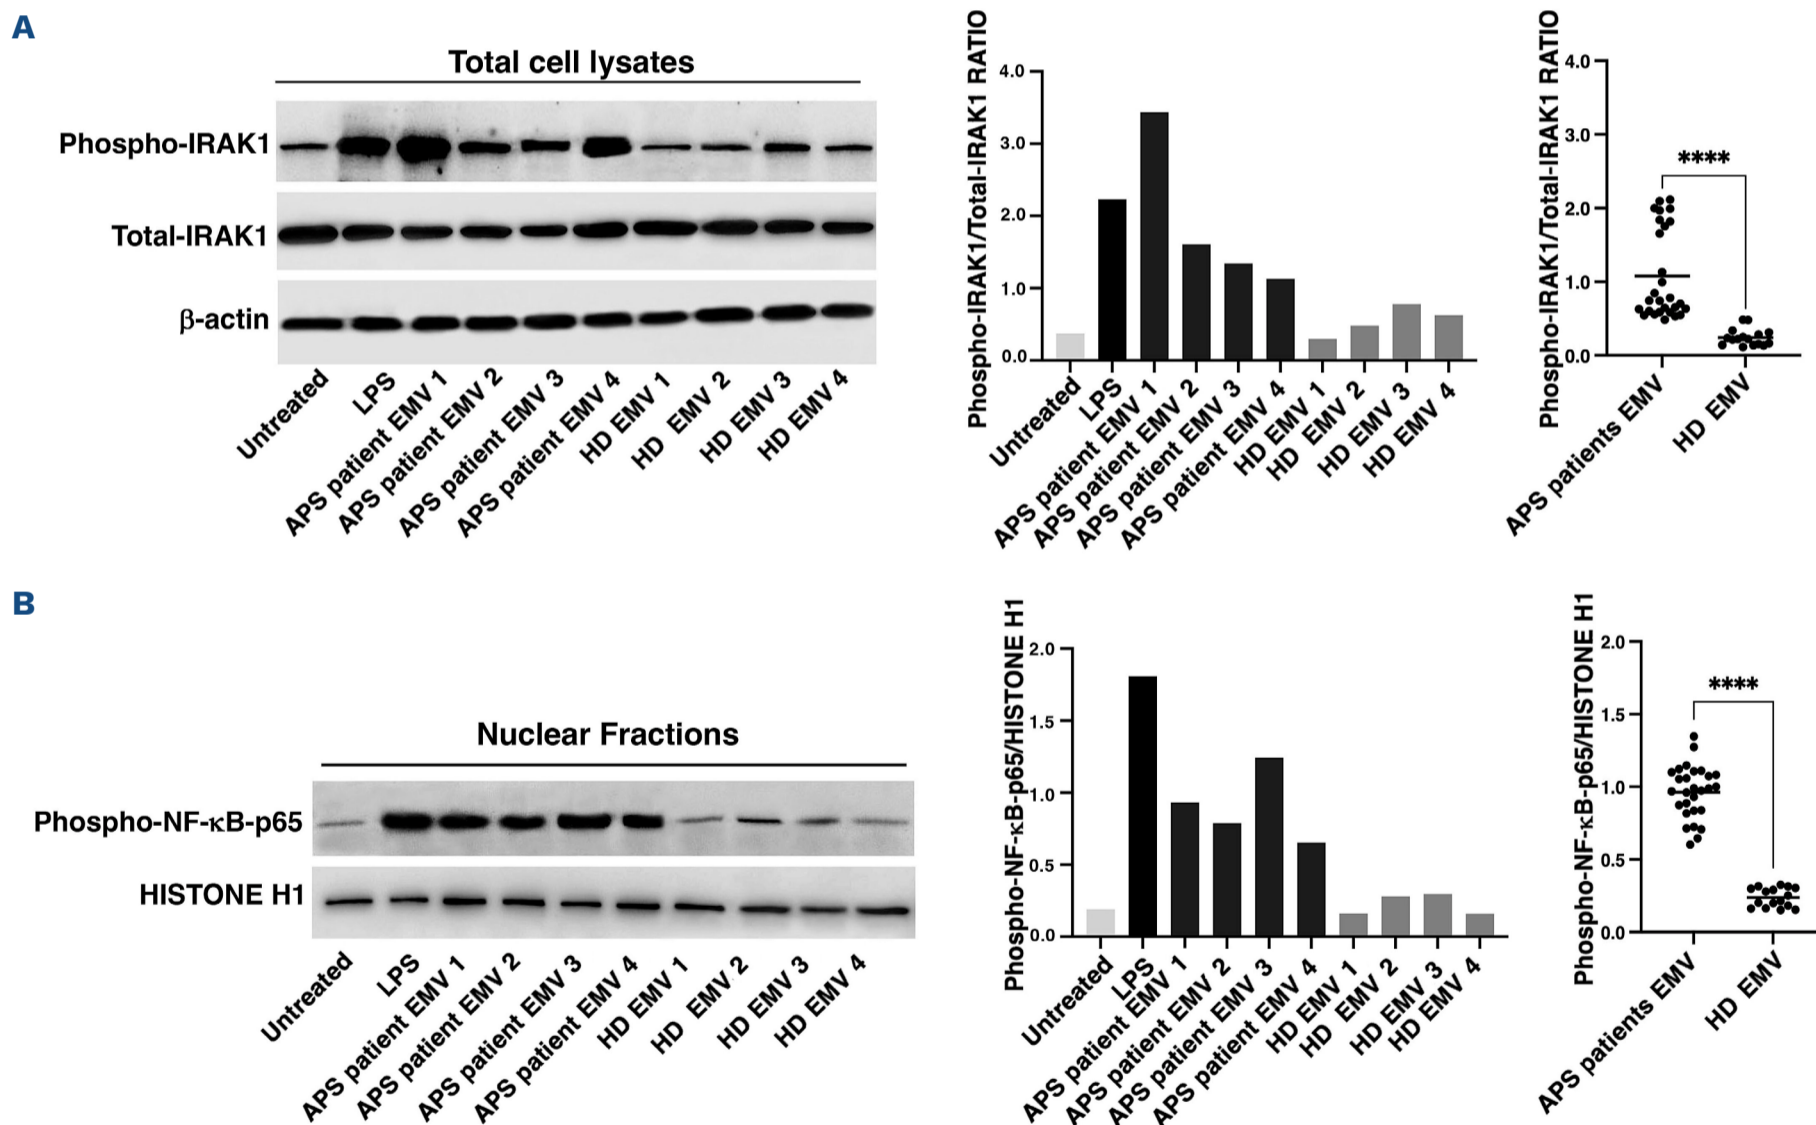 A
Total cell lysates
Phospho-IRAK1
Total-IRAK1
β-actin
Untreated
LPS
APS patient EMV 1
APS patient EMV 2
APS patient EMV 3
APS patient EMV 4
HD EMV 1
HD EMV 2
HD EMV 3
HD EMV 4
Phospho-IRAK1/Total-IRAK1 RATIO
4.0
3.0
2.0
1.0
0.0
Untreated
LPS
APS patient EMV 1
APS patient EMV 2
APS patient EMV 3
APS patient EMV 4
HD EMV 1
HD EMV 2
HD EMV 3
HD EMV 4
Phospho-IRAK1/Total-IRAK1 RATIO
4.0
3.0
2.0
1.0
0.0
****
APS patients EMV
HD EMV
B
Nuclear Fractions
Phospho-NF-κB-p65
HISTONE H1
Untreated
LPS
APS patient EMV 1
APS patient EMV 2
APS patient EMV 3
APS patient EMV 4
HD EMV 1
HD EMV 2
HD EMV 3
HD EMV 4
Phospho-NF-κB-p65/HISTONE H1
2.0
1.5
1.0
0.5
0.0
Untreated
LPS
APS patient EMV 1
APS patient EMV 2
APS patient EMV 3
APS patient EMV 4
HD EMV 1
HD EMV 2
HD EMV 3
HD EMV 4
Phospho-NF-κB-p65/HISTONE H1
2.0
1.5
1.0
0.5
0.0
****
APS patients EMV
HD EMV